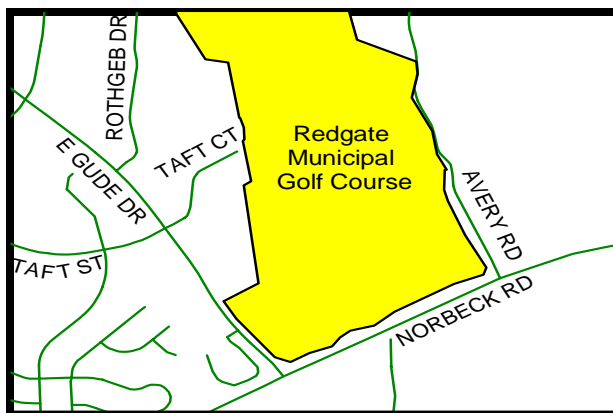 ROTHGEB DR
E GUDE DR
TAFT CT
Redgate
Municipal
Golf Course
AVERY RD
TAFT ST
NORBECK RD